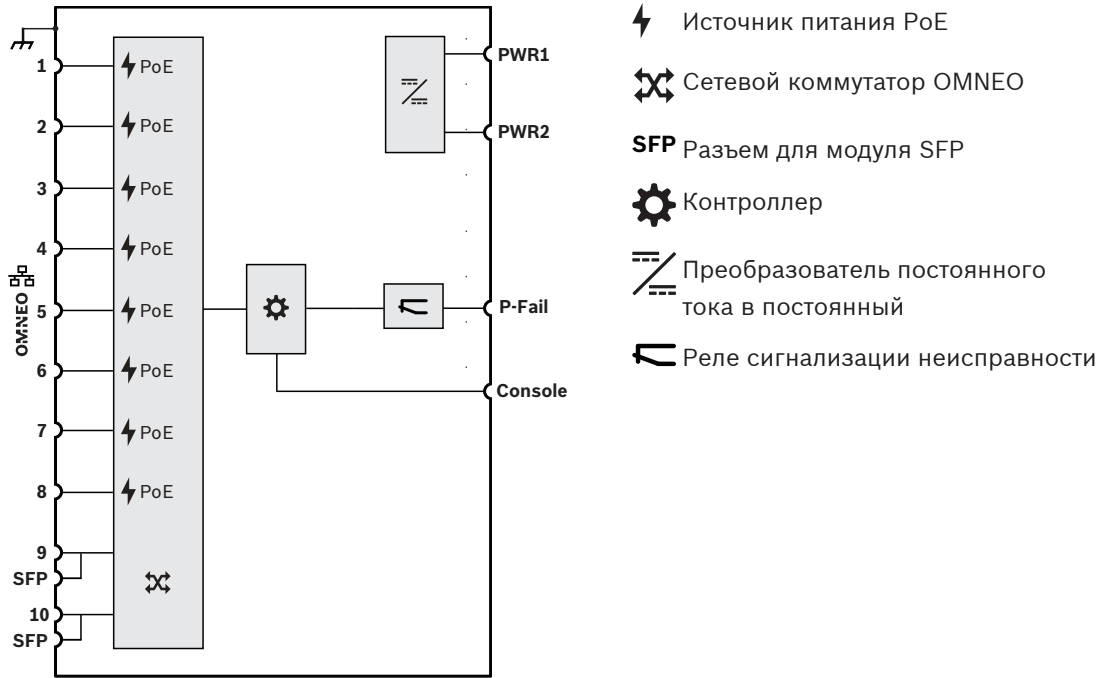 1 PoE
2 PoE
3 PoE
4 PoE
5 PoE
6 PoE
7 PoE
8 PoE
9
SFP
10
SFP
OMNEO
PWR1
PWR2
P-Fail
Console
Источник питания PoE
Сетевой коммутатор OMNEO
SFP Разъем для модуля SFP
Контроллер
Преобразователь постоянного
тока в постоянный
Реле сигнализации неисправности